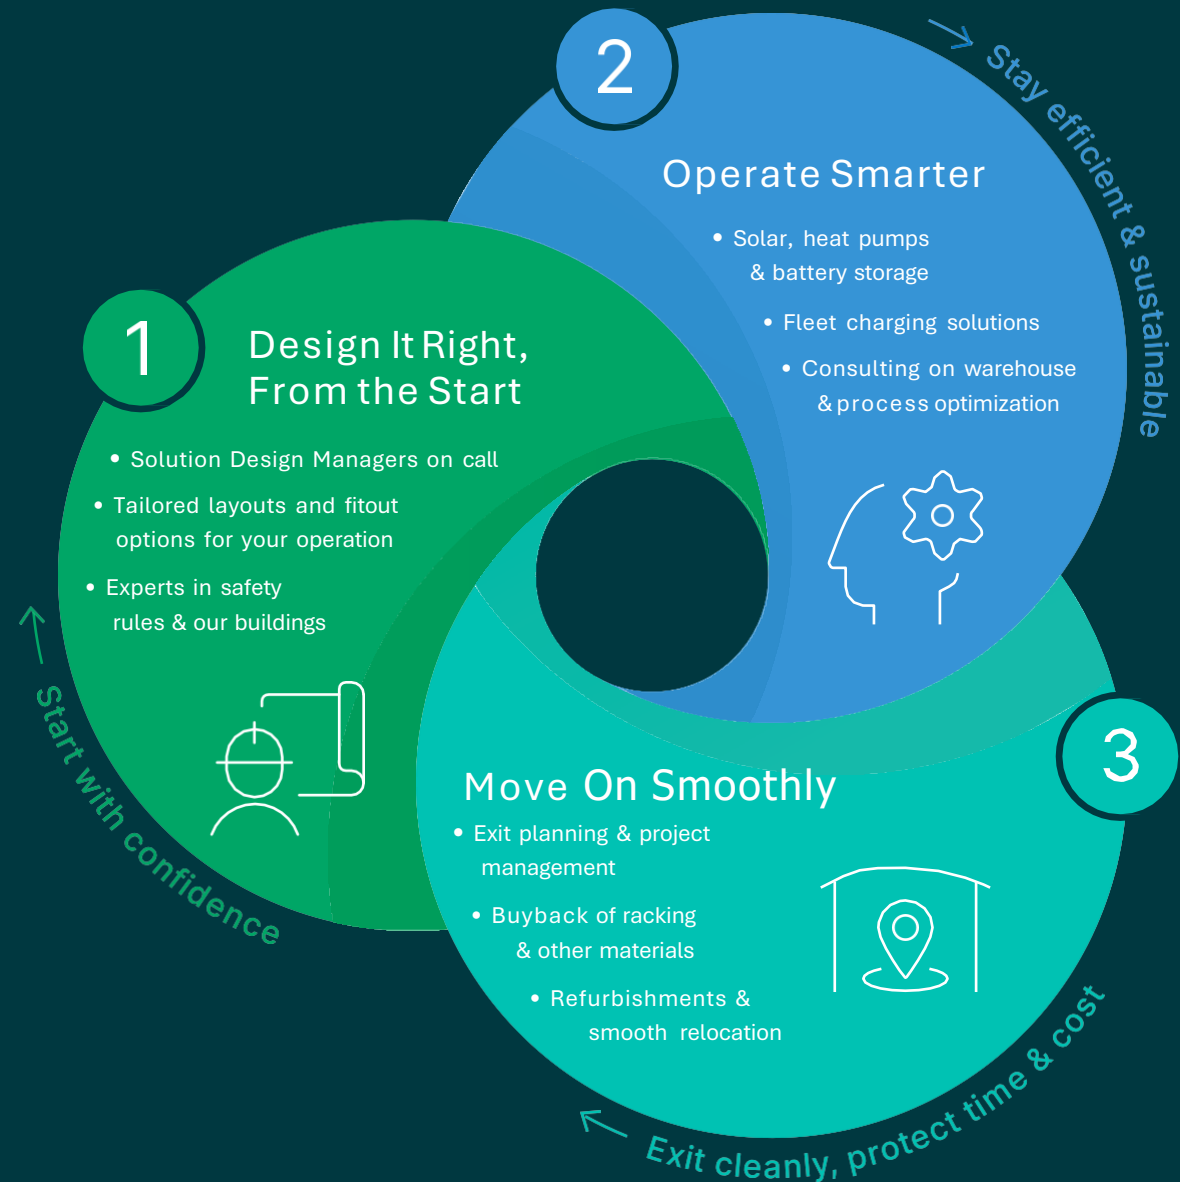 1
Design It Right,
From the Start
• Solution Design Managers on call
• Tailored layouts and fitout
options for your operation
• Experts in safety
rules & our buildings
Start with confidence
2
Operate Smarter
• Solar, heat pumps
& battery storage
• Fleet charging solutions
• Consulting on warehouse
& process optimization
Stay efficient & sustainable
3
Move On Smoothly
• Exit planning & project
management
• Buyback of racking
& other materials
• Refurbishments &
smooth relocation
Exit cleanly, protect time & cost